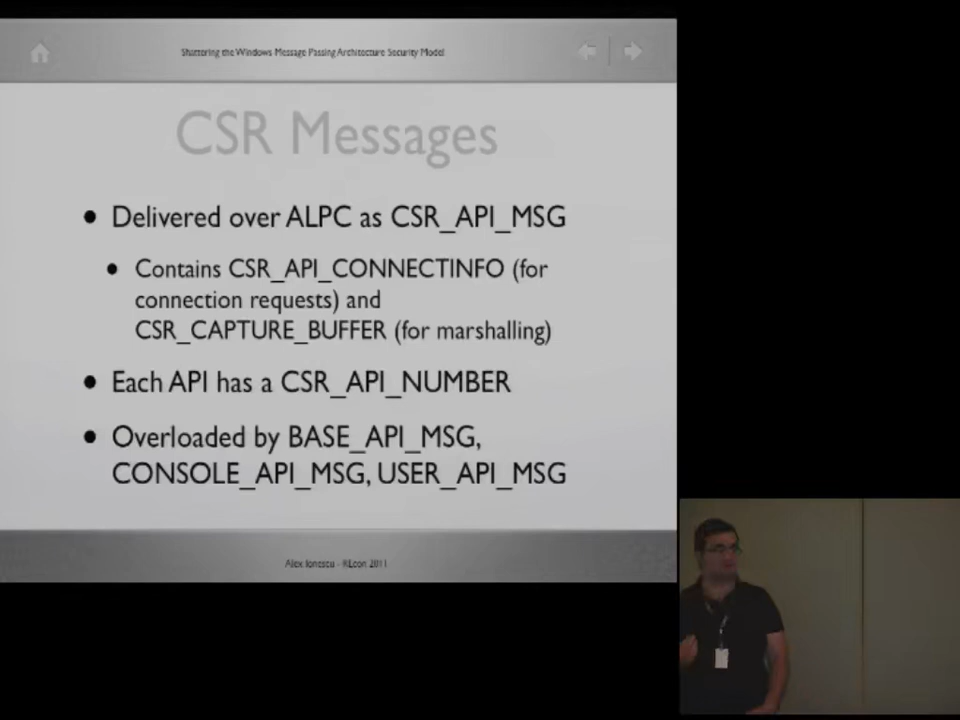 Shattering the Windows Message Passing Architecture Security Model
CSR Messages
• Delivered over ALPC as CSR_API_MSG
• Contains CSR_API_CONNECTINFO (for
connection requests) and
CSR_CAPTURE_BUFFER (for marshalling)
• Each API has a CSR_API_NUMBER
• Overloaded by BASE_API_MSG,
CONSOLE_API_MSG, USER_API_MSG
Alex Ionescu - RECon 2011